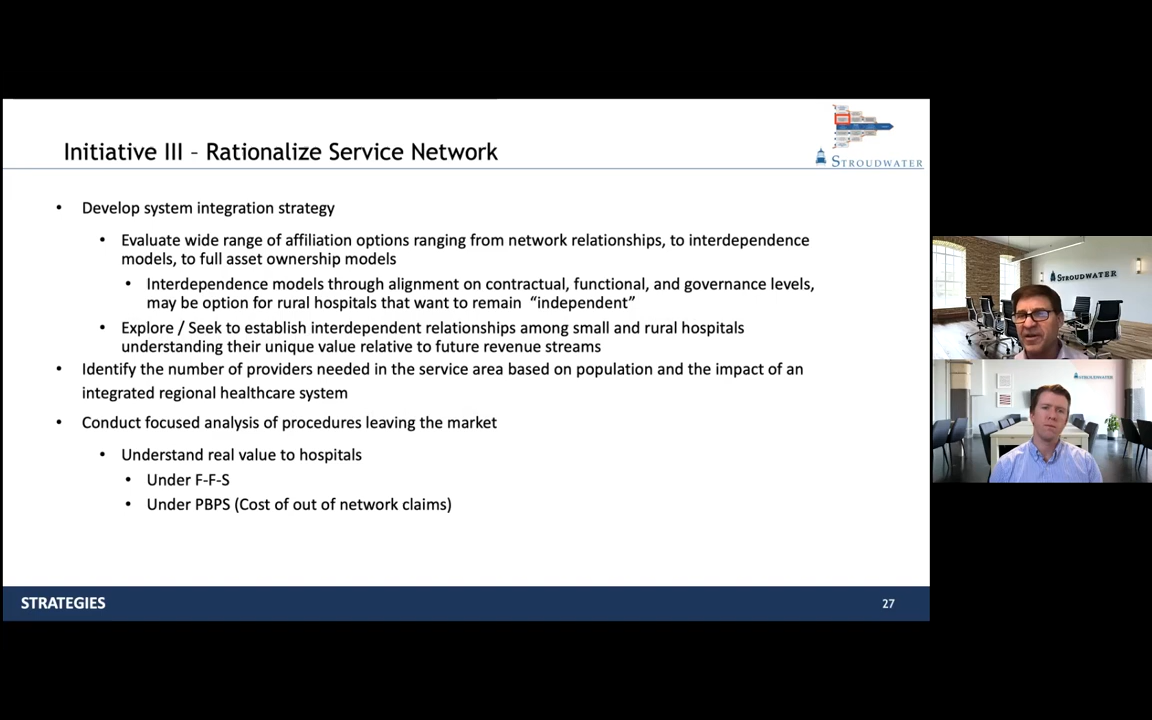 Initiative III – Rationalize Service Network
STROUDWATER
• Develop system integration strategy
• Evaluate wide range of affiliation options ranging from network relationships, to interdependence
models, to full asset ownership models
• Interdependence models through alignment on contractual, functional, and governance levels,
may be option for rural hospitals that want to remain “independent”
• Explore / Seek to establish interdependent relationships among small and rural hospitals
understanding their unique value relative to future revenue streams
• Identify the number of providers needed in the service area based on population and the impact of an
integrated regional healthcare system
• Conduct focused analysis of procedures leaving the market
• Understand real value to hospitals
• Under F-F-S
• Under PBPS (Cost of out of network claims)
STRATEGIES
27
STROUDWATER
STROUDWATER